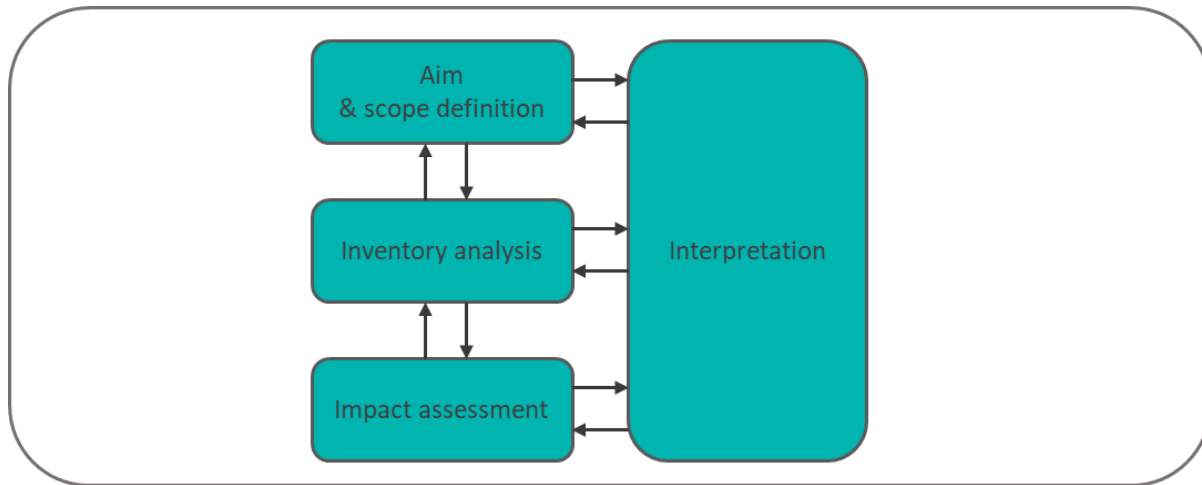 Aim
& scope definition
Inventory analysis
Interpretation
Impact assessment